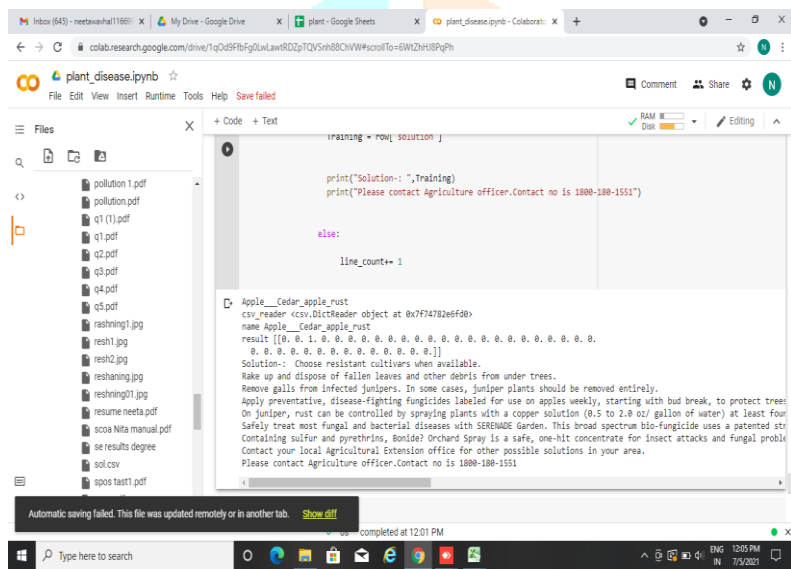 Inbox (645) - neetawavhal11669
My Drive - Google Drive
plant - Google Sheets
plant_disease.ipynb - Colaborato
colab.research.google.com/drive/1qOd9FfbFg0LwLawtRDZpTQVSnh88ChVW#scrollTo=6WtZhHJ8PqPh
N
plant_disease.ipynb
Comment
Share
N
File Edit View Insert Runtime Tools Help Save failed
Files
+ Code + Text
RAM
Disk
Editing
pollution 1.pdf
pollution.pdf
q1 (1).pdf
q1.pdf
q2.pdf
q3.pdf
q4.pdf
q5.pdf
rashning1.jpg
resh1.jpg
resh2.jpg
reshaning.jpg
reshning01.jpg
resume neeta.pdf
scoa Nita manual.pdf
se results degree
sol.csv
spos tast1.pdf
Training = row[ solution ]
print("Solution-: ",Training)
print("Please contact Agriculture officer.Contact no is 1800-180-1551")
else:
line_count+= 1
Apple___Cedar_apple_rust
csv_reader <csv.DictReader object at 0x7f74782e6fd0>
name Apple___Cedar_apple_rust
result [[0. 0. 1. 0. 0. 0. 0. 0. 0. 0. 0. 0. 0. 0. 0. 0. 0. 0. 0. 0. 0. 0. 0. 0.
0. 0. 0. 0. 0. 0. 0. 0. 0. 0. 0. 0. 0. 0.]]
Solution-: Choose resistant cultivars when available.
Rake up and dispose of fallen leaves and other debris from under trees.
Remove galls from infected junipers. In some cases, juniper plants should be removed entirely.
Apply preventative, disease-fighting fungicides labeled for use on apples weekly, starting with bud break, to protect trees
On juniper, rust can be controlled by spraying plants with a copper solution (0.5 to 2.0 oz/ gallon of water) at least four
Safely treat most fungal and bacterial diseases with SERENADE Garden. This broad spectrum bio-fungicide uses a patented str
Containing sulfur and pyrethrins, Bonide? Orchard Spray is a safe, one-hit concentrate for insect attacks and fungal proble
Contact your local Agricultural Extension office for other possible solutions in your area.
Please contact Agriculture officer.Contact no is 1800-180-1551
Automatic saving failed. This file was updated remotely or in another tab. Show diff
0s completed at 12:01 PM
Type here to search
ENG
IN
12:05 PM
7/5/2021